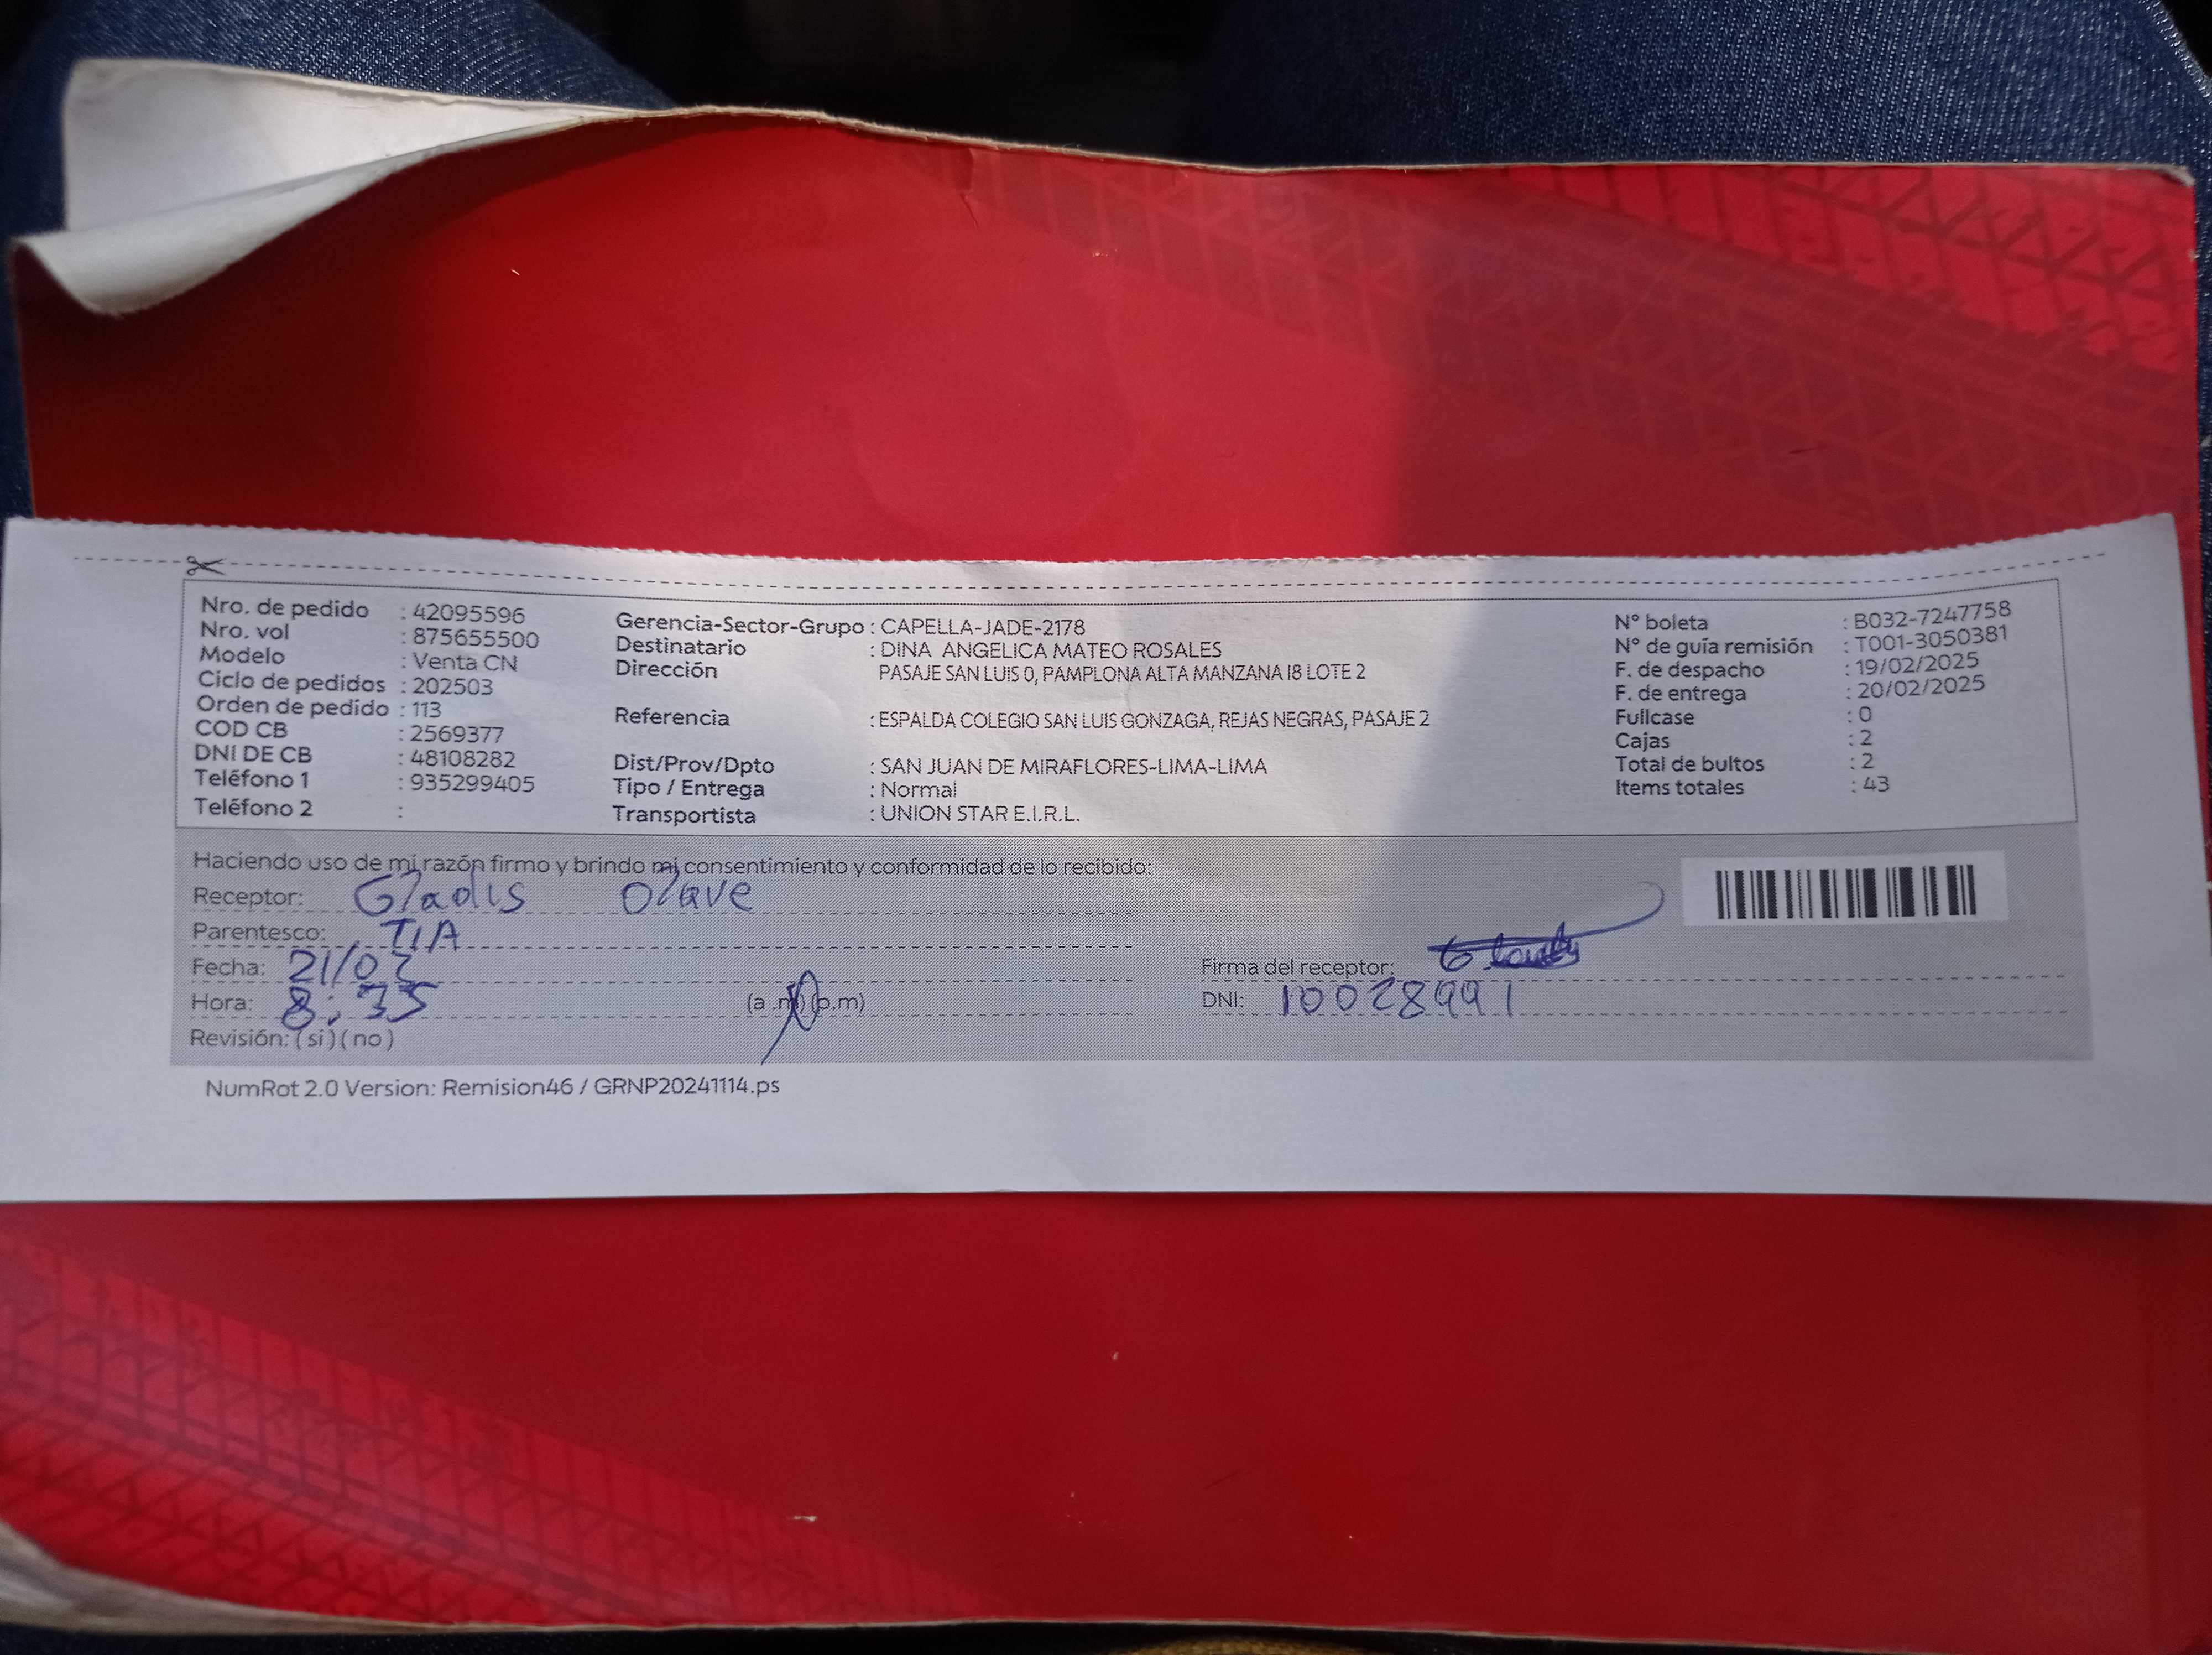 Nro. de pedido : 42095596
Nro. vol : 875655500
Modelo : Venta CN
Ciclo de pedidos : 202503
Orden de pedido : 113
COD CB : 2569377
DNI DE CB : 48108282
Teléfono 1 : 935299405
Teléfono 2 :
Gerencia-Sector-Grupo : CAPELLA-JADE-2178
Destinatario : DINA ANGELICA MATEO ROSALES
Dirección PASAJE SAN LUIS 0, PAMPLONA ALTA MANZANA I8 LOTE 2
Referencia : ESPALDA COLEGIO SAN LUIS GONZAGA, REJAS NEGRAS, PASAJE 2
Dist/Prov/Dpto : SAN JUAN DE MIRAFLORES-LIMA-LIMA
Tipo / Entrega : Normal
Transportista : UNION STAR E.I.R.L.
N° boleta : B032-7247758
N° de guía remisión : T001-3050381
F. de despacho : 19/02/2025
F. de entrega : 20/02/2025
Fullcase : 0
Cajas : 2
Total de bultos : 2
Items totales : 43
Haciendo uso de mi razón firmo y brindo mi consentimiento y conformidad de lo recibido:
Receptor: Gladis Olave
Parentesco: TIA
Fecha: 21/02
Hora: 8:35 (a .m) (p.m)
Revisión: ( si ) ( no )
Firma del receptor:
DNI: 10028991
NumRot 2.0 Version: Remision46 / GRNP20241114.ps